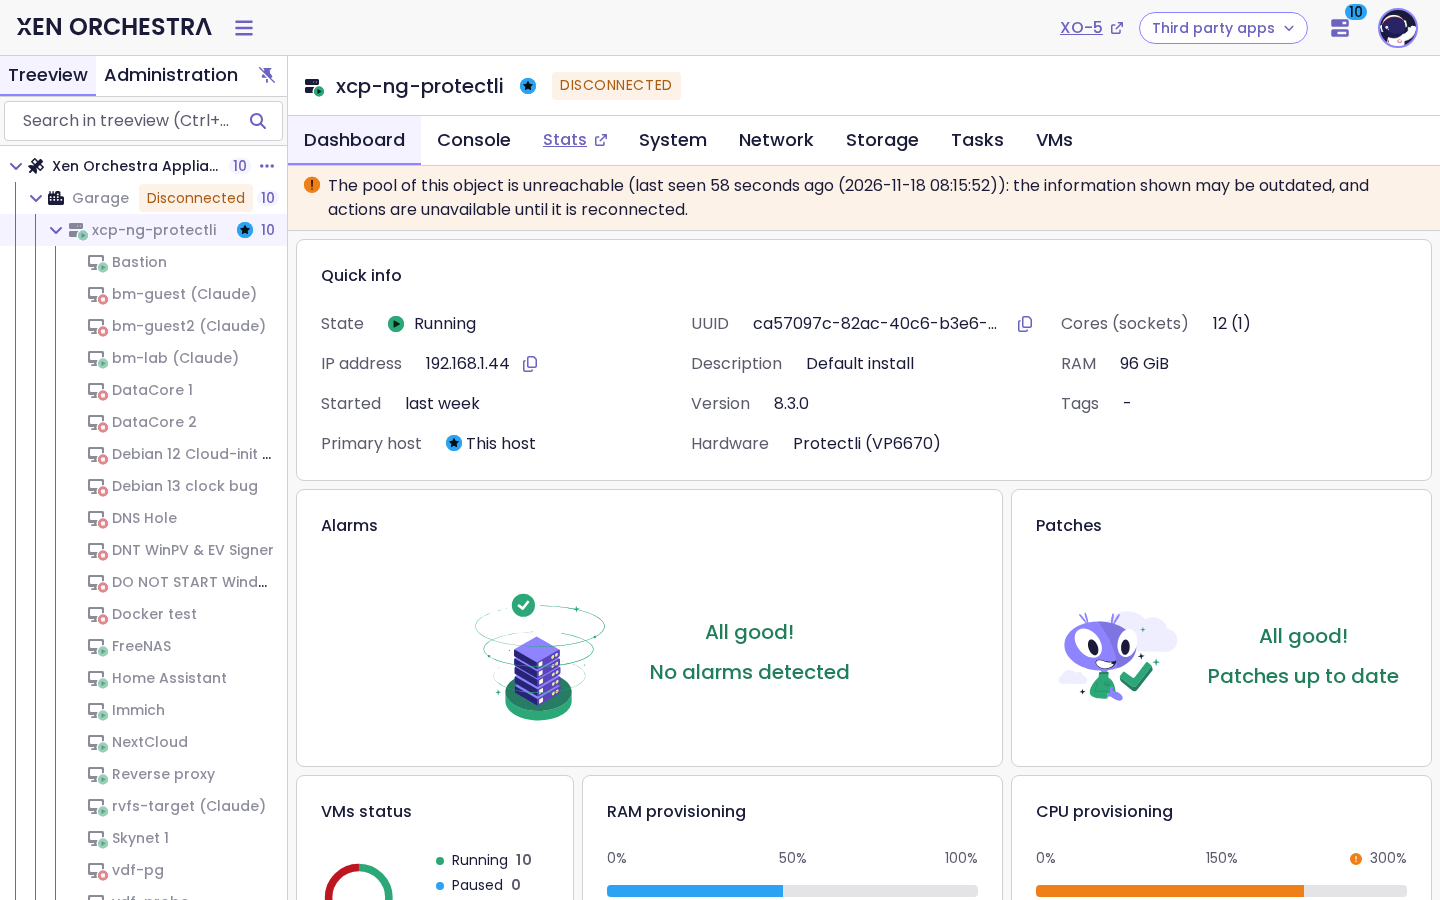 XEN ORCHESTRA
XO-5
Third party apps
10
Treeview
Administration
Search in treeview (Ctrl+...
Xen Orchestra Applia... 10
Garage Disconnected 10
xcp-ng-protectli 10
Bastion
bm-guest (Claude)
bm-guest2 (Claude)
bm-lab (Claude)
DataCore 1
DataCore 2
Debian 12 Cloud-init ...
Debian 13 clock bug
DNS Hole
DNT WinPV & EV Signer
DO NOT START Wind...
Docker test
FreeNAS
Home Assistant
Immich
NextCloud
Reverse proxy
rvfs-target (Claude)
Skynet 1
vdf-pg
xcp-ng-protectli DISCONNECTED
Dashboard Console Stats System Network Storage Tasks VMs
The pool of this object is unreachable (last seen 58 seconds ago (2026-11-18 08:15:52)): the information shown may be outdated, and
actions are unavailable until it is reconnected.
Quick info
State Running
IP address 192.168.1.44
Started last week
Primary host This host
UUID ca57097c-82ac-40c6-b3e6-...
Description Default install
Version 8.3.0
Hardware Protectli (VP6670)
Cores (sockets) 12 (1)
RAM 96 GiB
Tags -
Alarms
All good!
No alarms detected
Patches
All good!
Patches up to date
VMs status
Running 10
Paused 0
RAM provisioning
0% 50% 100%
CPU provisioning
0% 150% 300%